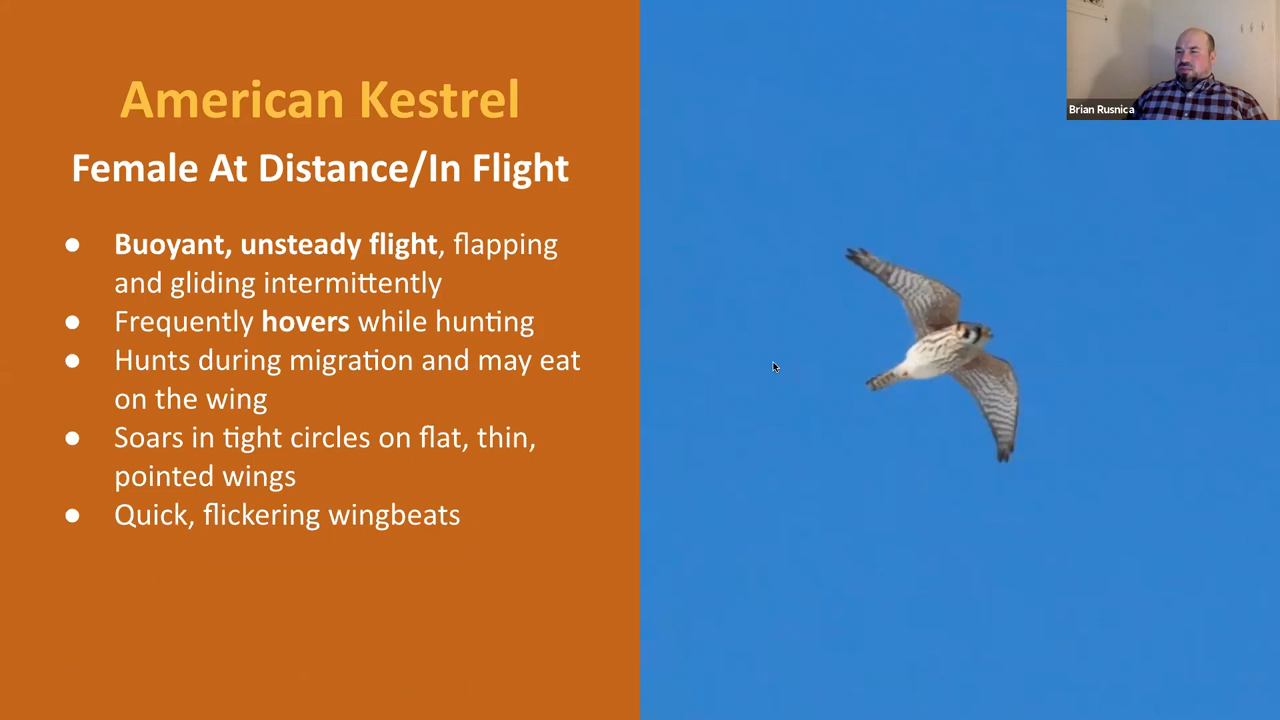 American Kestrel
Female At Distance/In Flight
● Buoyant, unsteady flight, flapping
and gliding intermittently
● Frequently hovers while hunting
● Hunts during migration and may eat
on the wing
● Soars in tight circles on flat, thin,
pointed wings
● Quick, flickering wingbeats
Brian Rusnica